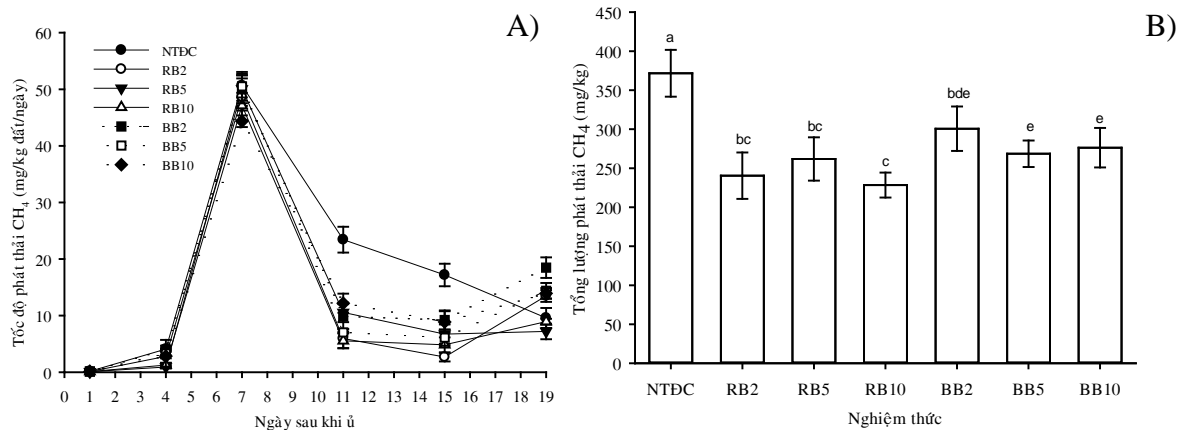 A)
Tốc độ phát thải CH4 (mg/kg đất/ngày)
60
50
40
30
20
10
0
NTĐC
RB2
RB5
RB10
BB2
BB5
BB10
0 1 2 3 4 5 6 7 8 9 10 11 12 13 14 15 16 17 18 19
Ngày sau khi ủ
B)
Tổng lượng phát thải CH4 (mg/kg)
450
400
350
300
250
200
150
100
50
0
a
bc
bc
c
bde
e
e
NTĐC RB2 RB5 RB10 BB2 BB5 BB10
Nghiệm thức